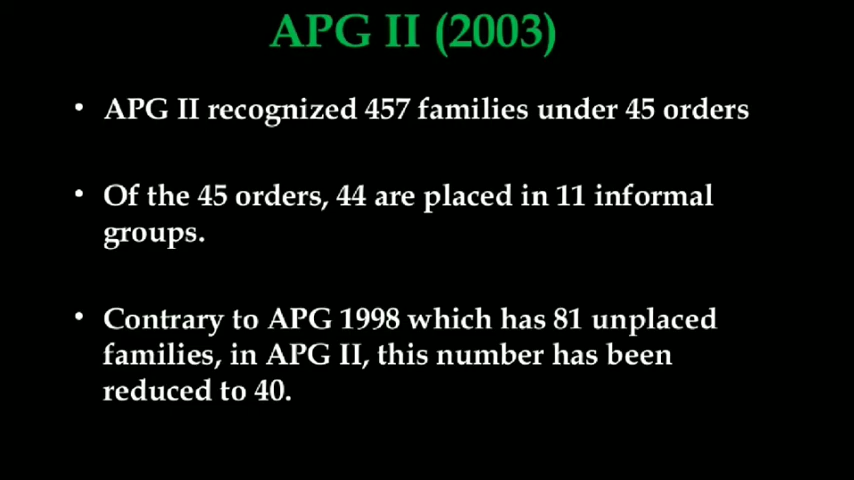 APG II (2003)
• APG II recognized 457 families under 45 orders
• Of the 45 orders, 44 are placed in 11 informal
groups.
• Contrary to APG 1998 which has 81 unplaced
families, in APG II, this number has been
reduced to 40.